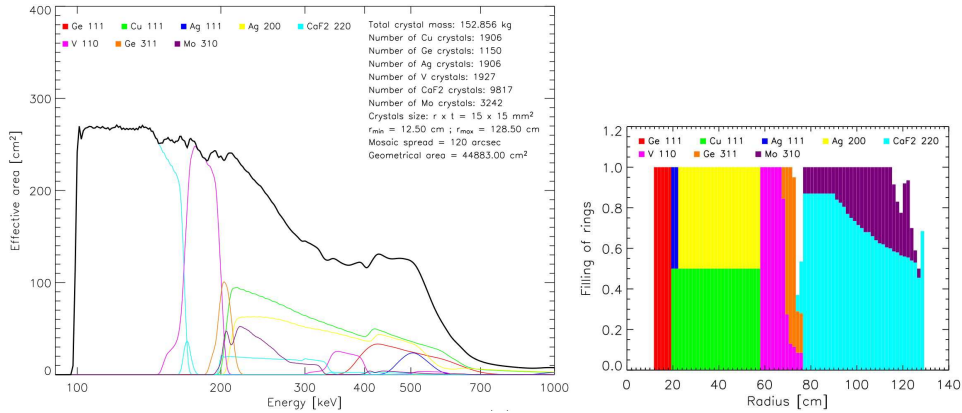 Ge 111 Cu 111 Ag 111 Ag 200 CaF2 220
V 110 Ge 311 Mo 310
Total crystal mass: 152.856 kg
Number of Cu crystals: 1906
Number of Ge crystals: 1150
Number of Ag crystals: 1906
Number of V crystals: 1927
Number of CaF2 crystals: 9817
Number of Mo crystals: 3242
Crystals size: r x t = 15 x 15 mm²
rmin = 12.50 cm ; rmax = 128.50 cm
Mosaic spread = 120 arcsec
Geometrical area = 44883.00 cm²
Effective area [cm²]
400
300
200
100
0
100 200 300 400 500 700 1000
Energy [keV]
Ge 111 Cu 111 Ag 111 Ag 200 CaF2 220
V 110 Ge 311 Mo 310
Filling of rings
1.2
1.0
0.8
0.6
0.4
0.2
0.0
0 20 40 60 80 100 120 140
Radius [cm]